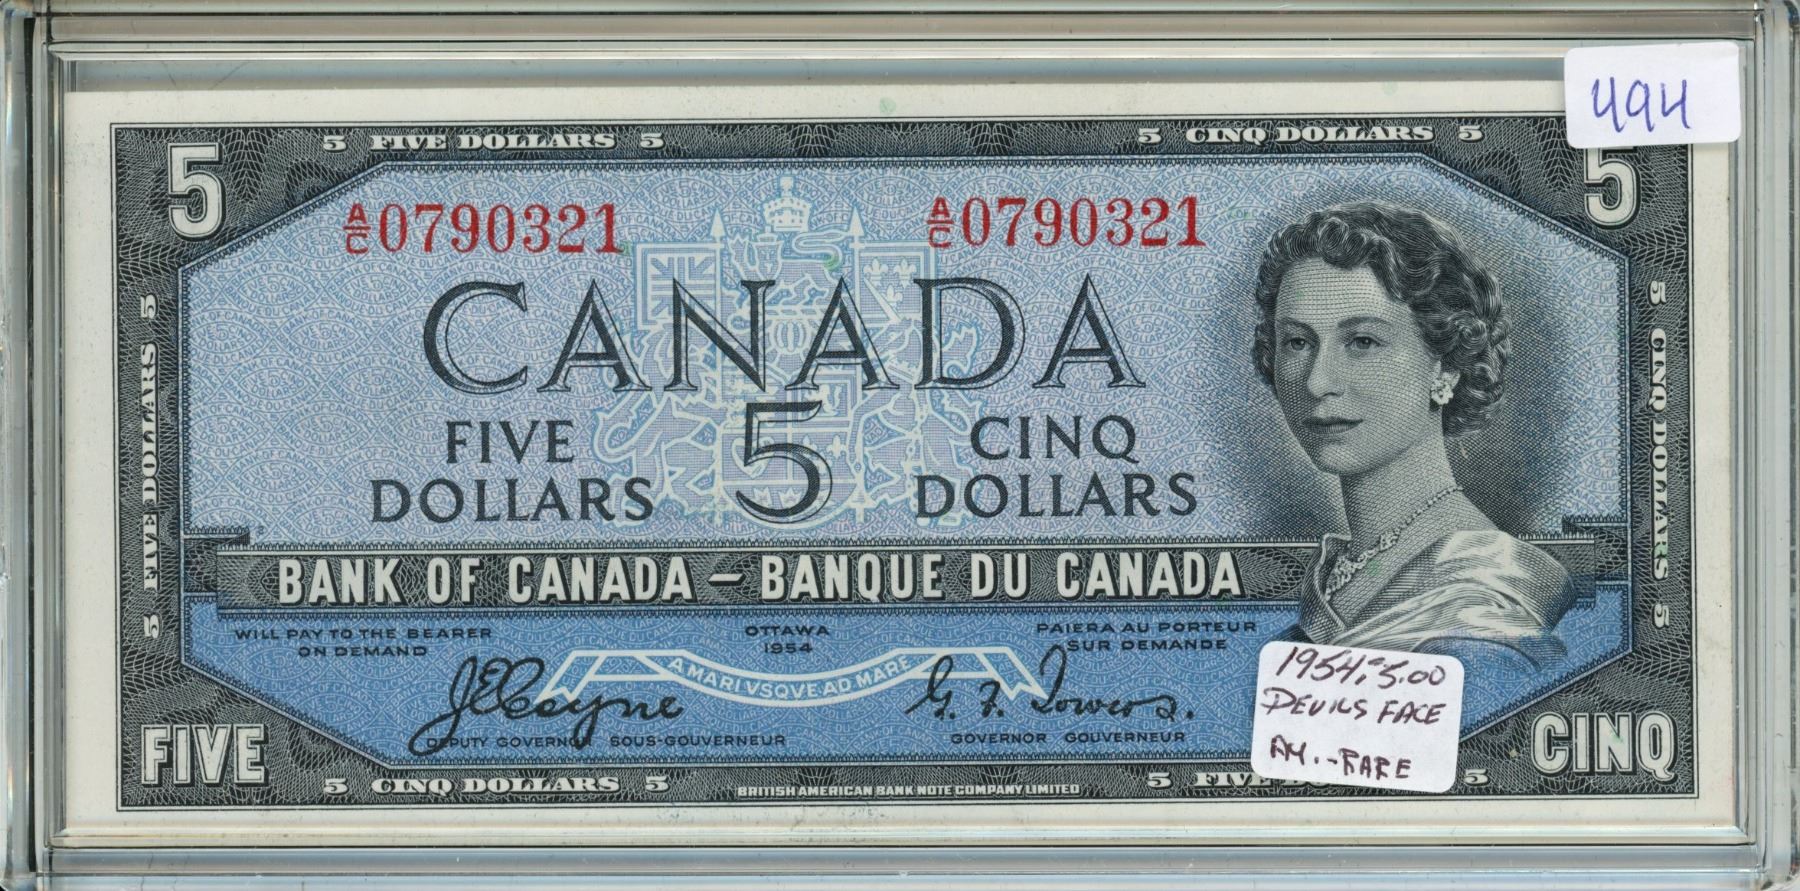 494
5 FIVE DOLLARS 5
5 CINQ DOLLARS 5
5
5
A/C 0790321
A/C 0790321
CANADA
FIVE
DOLLARS
5
CINQ
DOLLARS
5 FIVE DOLLARS 5
5 CINQ DOLLARS 5
BANK OF CANADA – BANQUE DU CANADA
WILL PAY TO THE BEARER
ON DEMAND
OTTAWA
1954
PAIERA AU PORTEUR
SUR DEMANDE
A MARI VSQVE AD MARE
J E Coyne
G. F. Towers.
DEPUTY GOVERNOR SOUS-GOUVERNEUR
GOVERNOR GOUVERNEUR
1954; 5.00
DEVILS FACE
RARE
FIVE
CINQ
5 CINQ DOLLARS 5
5 FIVE 5
BRITISH AMERICAN BANK NOTE COMPANY LIMITED